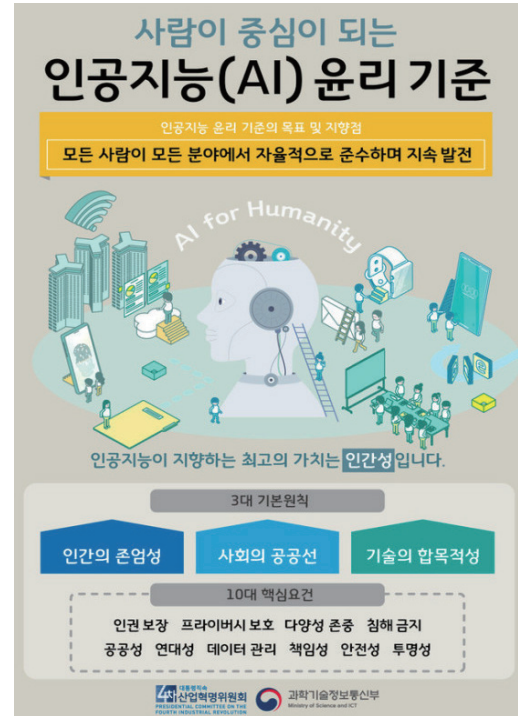 사람이 중심이 되는
인공지능(AI) 윤리 기준
인공지능 윤리 기준의 목표 및 지향점
모든 사람이 모든 분야에서 자율적으로 준수하며 지속 발전
AI for Humanity
인공지능이 지향하는 최고의 가치는 인간성입니다.
3대 기본원칙
인간의 존엄성 사회의 공공선 기술의 합목적성
10대 핵심요건
인권 보장 프라이버시 보호 다양성 존중 침해 금지
공공성 연대성 데이터 관리 책임성 안전성 투명성
대통령직속
4차산업혁명위원회
PRESIDENTIAL COMMITTEE ON THE
FOURTH INDUSTRIAL REVOLUTION
과학기술정보통신부
Ministry of Science and ICT